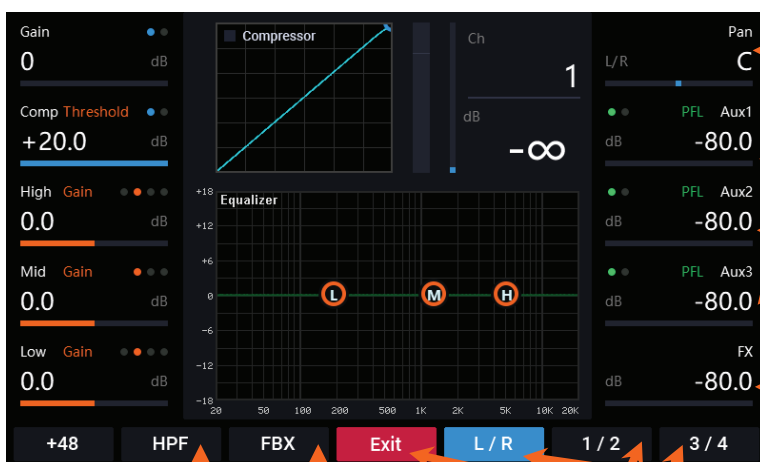 Gain
0 dB
Comp Threshold
+20.0 dB
High Gain
0.0 dB
Mid Gain
0.0 dB
Low Gain
0.0 dB
Compressor
Ch
1
dB
-∞
Equalizer
+18
+12
+6
0
-6
-12
-18
L M H
20 50 100 200 500 1K 2K 5K 10K 20K
Pan
L/R C
PFL Aux1
dB -80.0
PFL Aux2
dB -80.0
PFL Aux3
dB -80.0
FX
dB -80.0
+48 HPF FBX Exit L / R 1 / 2 3 / 4